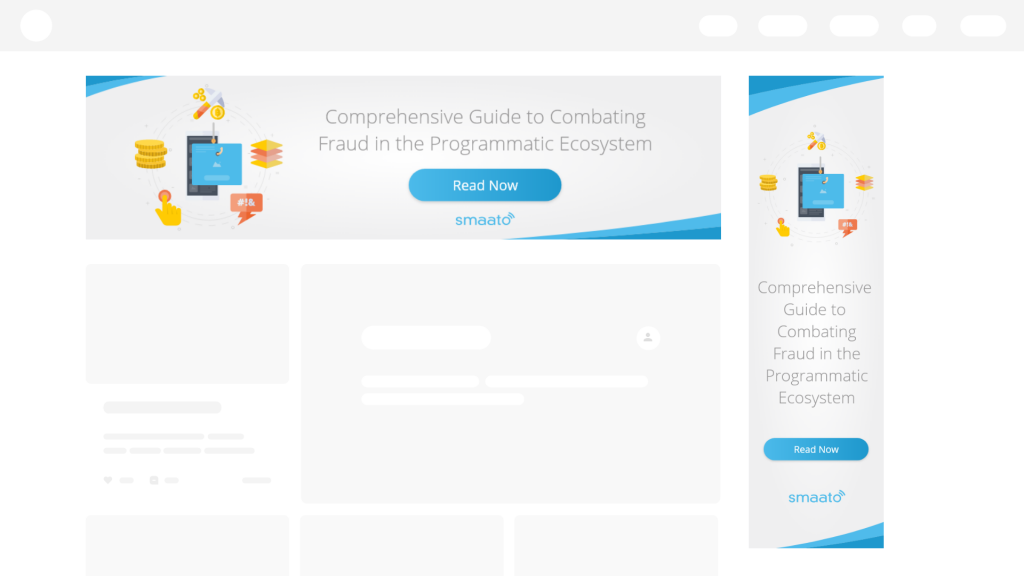 Comprehensive Guide to Combating
Fraud in the Programmatic Ecosystem
Read Now
smaato
#!&
Comprehensive
Guide to
Combating
Fraud in the
Programmatic
Ecosystem
Read Now
smaato
#!&